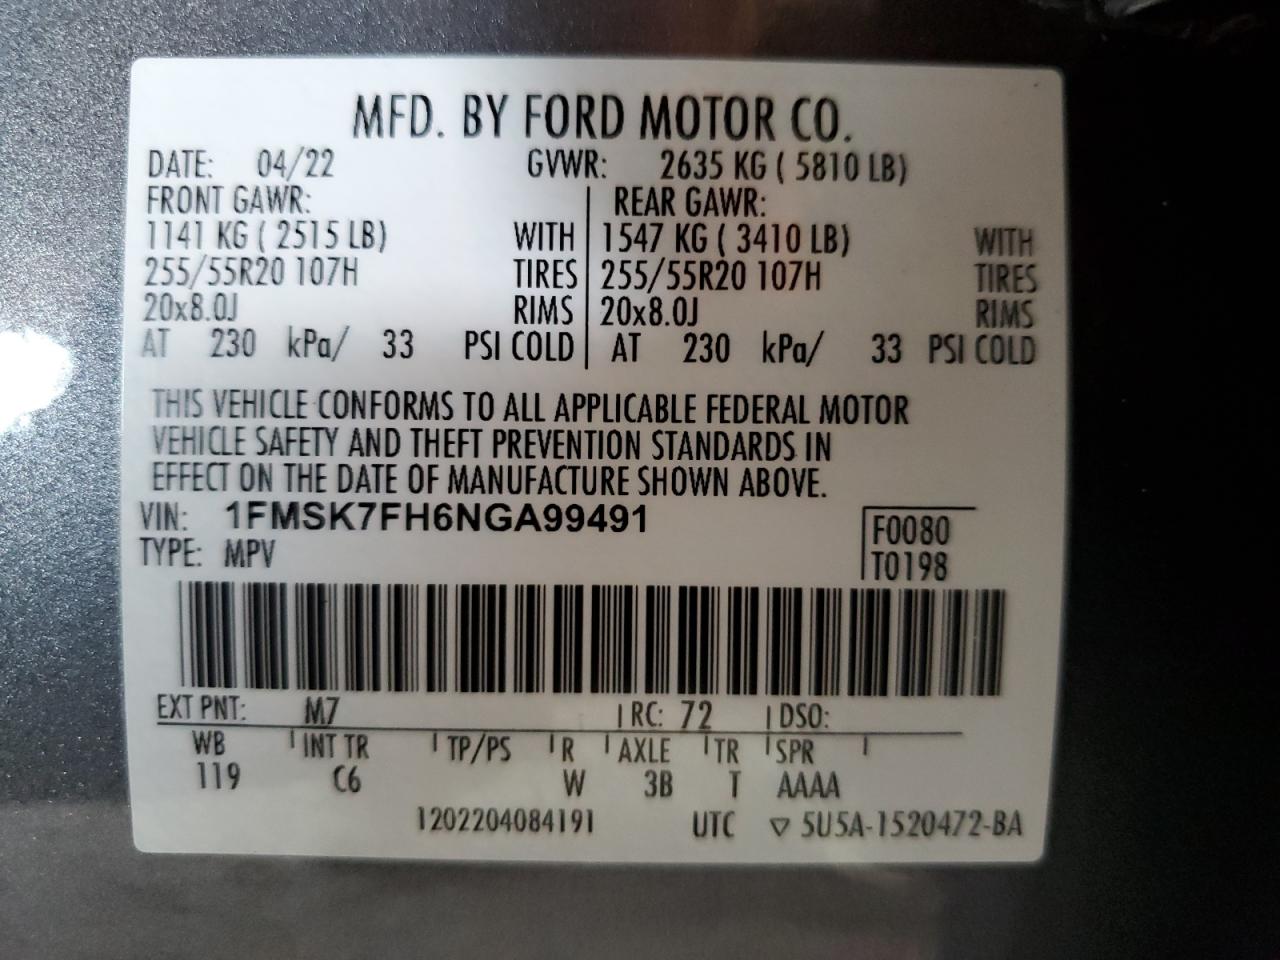 MFD. BY FORD MOTOR CO.
DATE: 04/22 GVWR: 2635 KG ( 5810 LB)
FRONT GAWR: REAR GAWR:
1141 KG ( 2515 LB) WITH 1547 KG ( 3410 LB) WITH
255/55R20 107H TIRES 255/55R20 107H TIRES
20x8.0J RIMS 20x8.0J RIMS
AT 230 kPa/ 33 PSI COLD AT 230 kPa/ 33 PSI COLD
THIS VEHICLE CONFORMS TO ALL APPLICABLE FEDERAL MOTOR
VEHICLE SAFETY AND THEFT PREVENTION STANDARDS IN
EFFECT ON THE DATE OF MANUFACTURE SHOWN ABOVE.
VIN: 1FMSK7FH6NGA99491 F0080
TYPE: MPV T0198
EXT PNT: M7 RC: 72 DSO:
WB INT TR TP/PS R AXLE TR SPR
119 C6 W 3B T AAAA
1202204084191 UTC ▽ 5U5A-1520472-BA